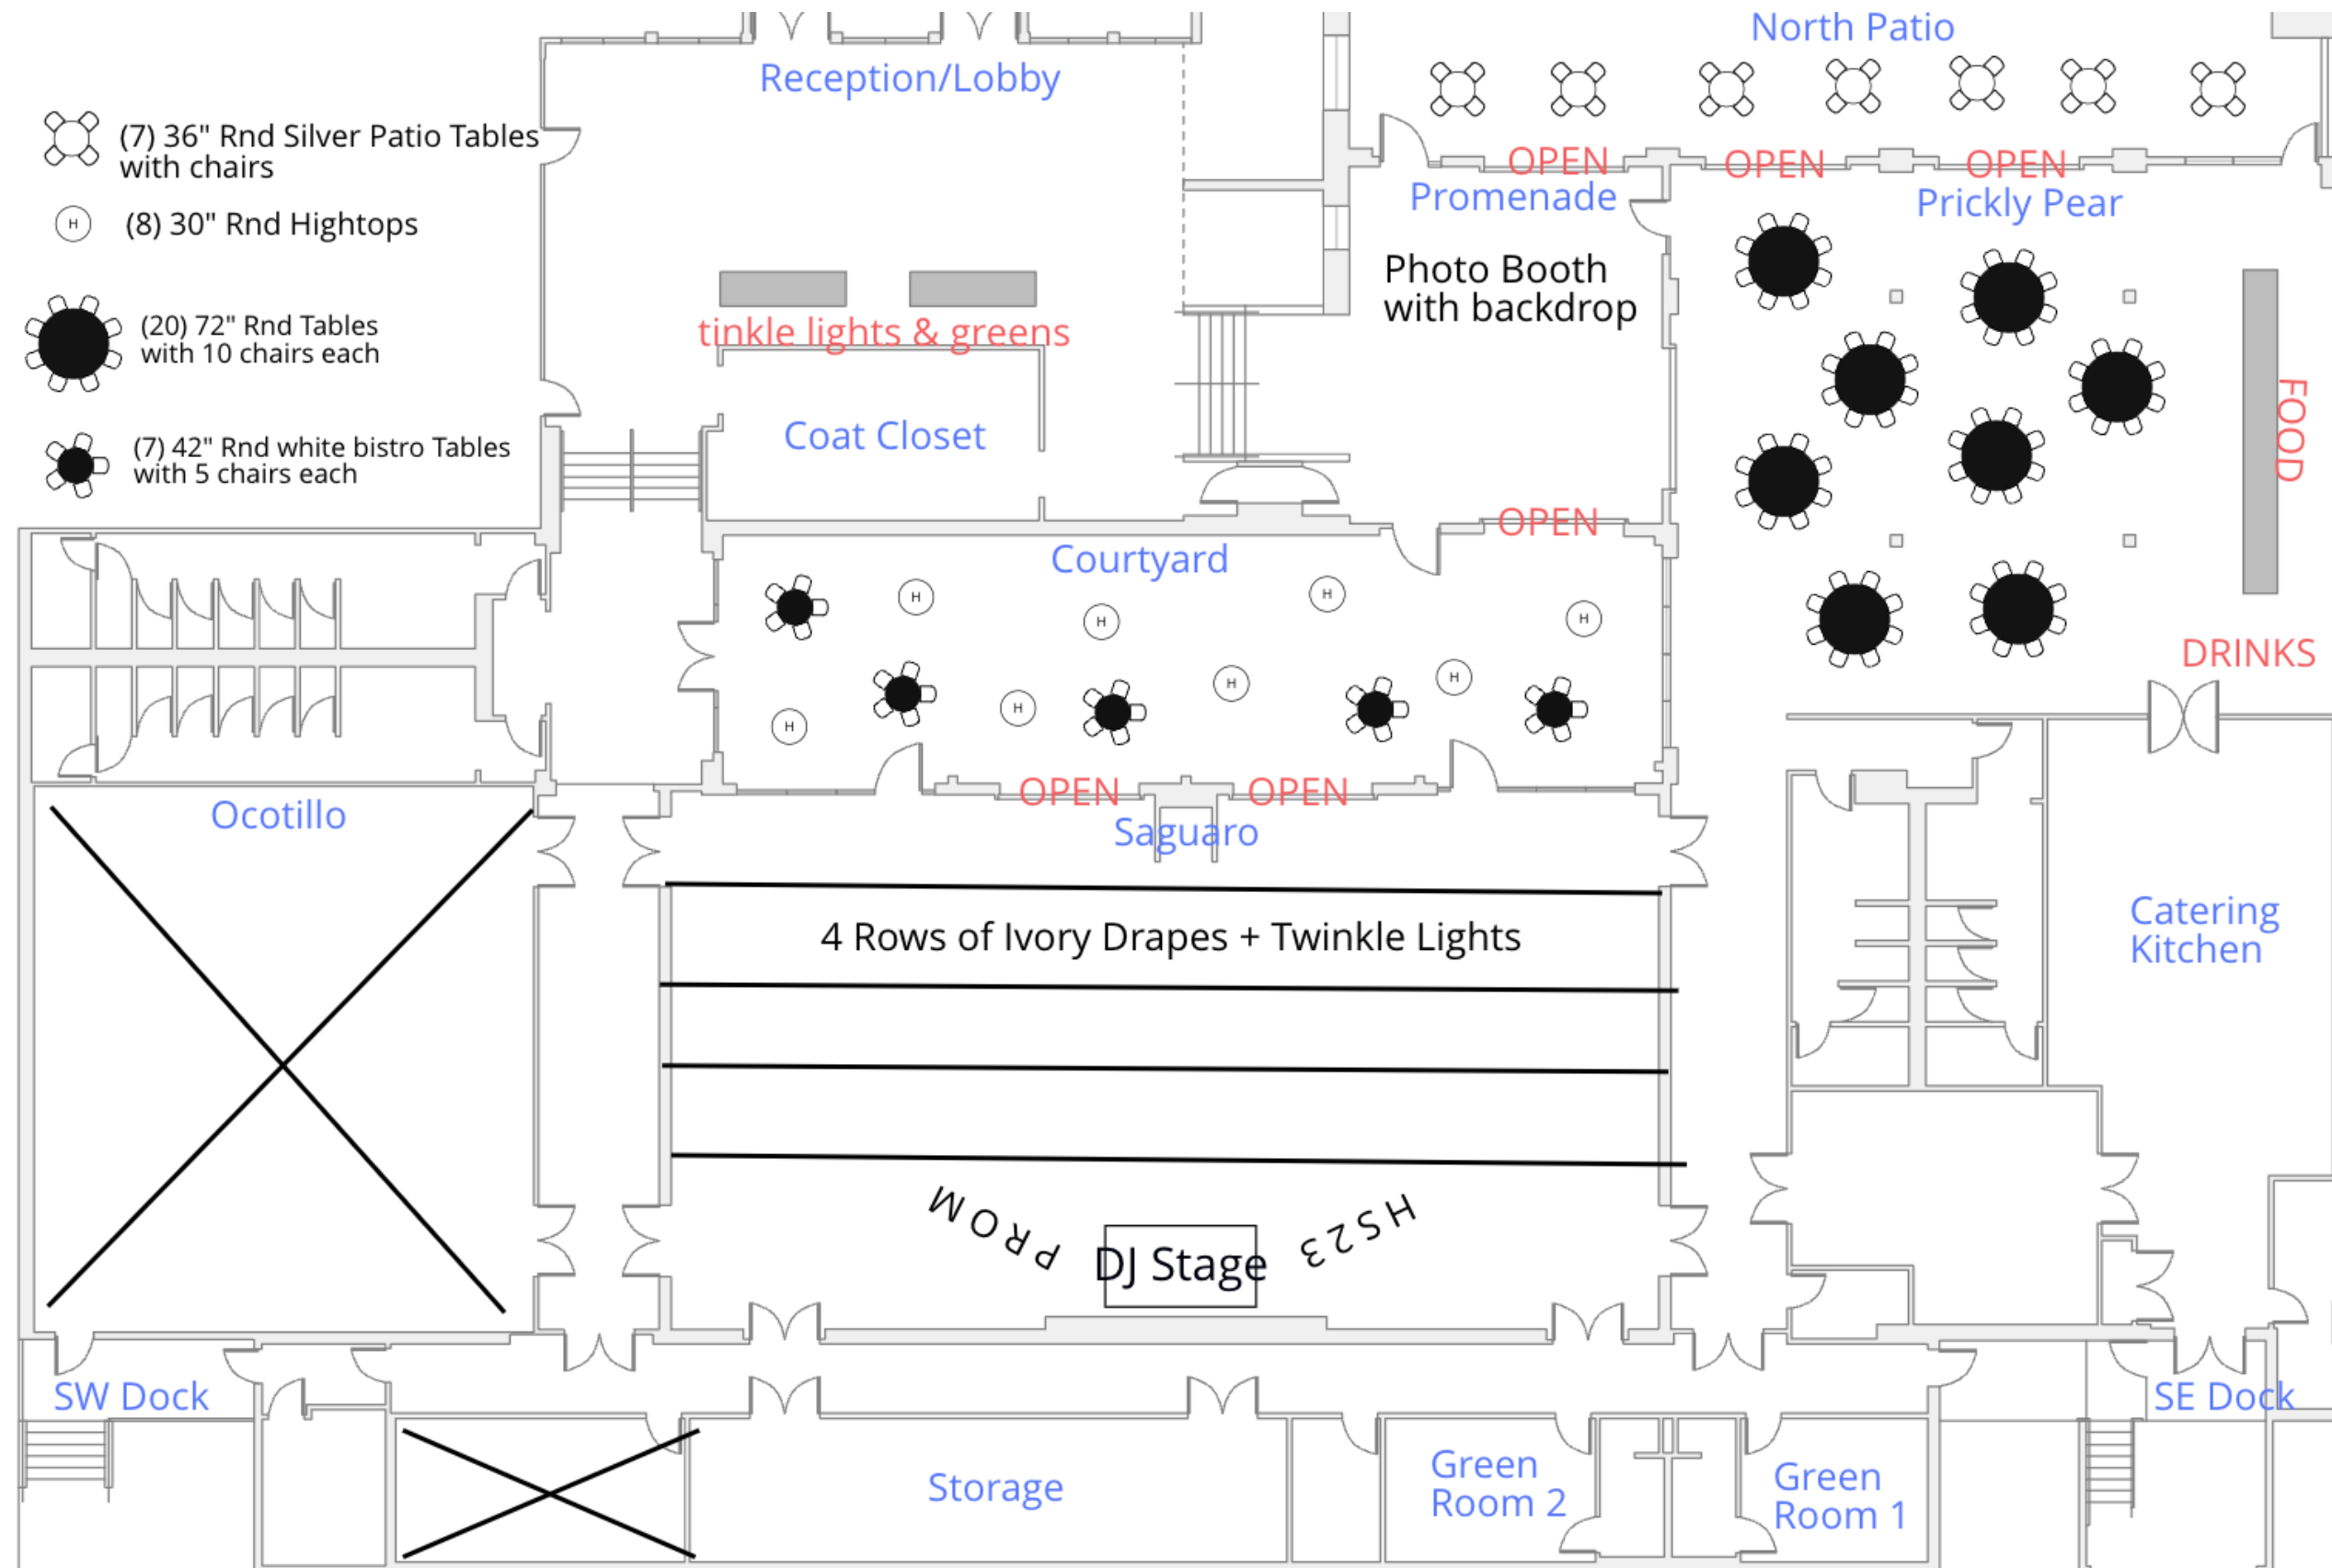 North Patio
Reception/Lobby
(7) 36" Rnd Silver Patio Tables
with chairs
OPEN
OPEN
OPEN
Promenade
Prickly Pear
H
(8) 30" Rnd Hightops
Photo Booth
with backdrop
tinkle lights & greens
(20) 72" Rnd Tables
with 10 chairs each
FOOD
Coat Closet
(7) 42" Rnd white bistro Tables
with 5 chairs each
OPEN
Courtyard
H
H
H
H
H
H
H
H
DRINKS
OPEN
OPEN
Ocotillo
Saguaro
4 Rows of Ivory Drapes + Twinkle Lights
Catering
Kitchen
PROM
HS23
DJ Stage
SW Dock
SE Dock
Storage
Green
Room 2
Green
Room 1